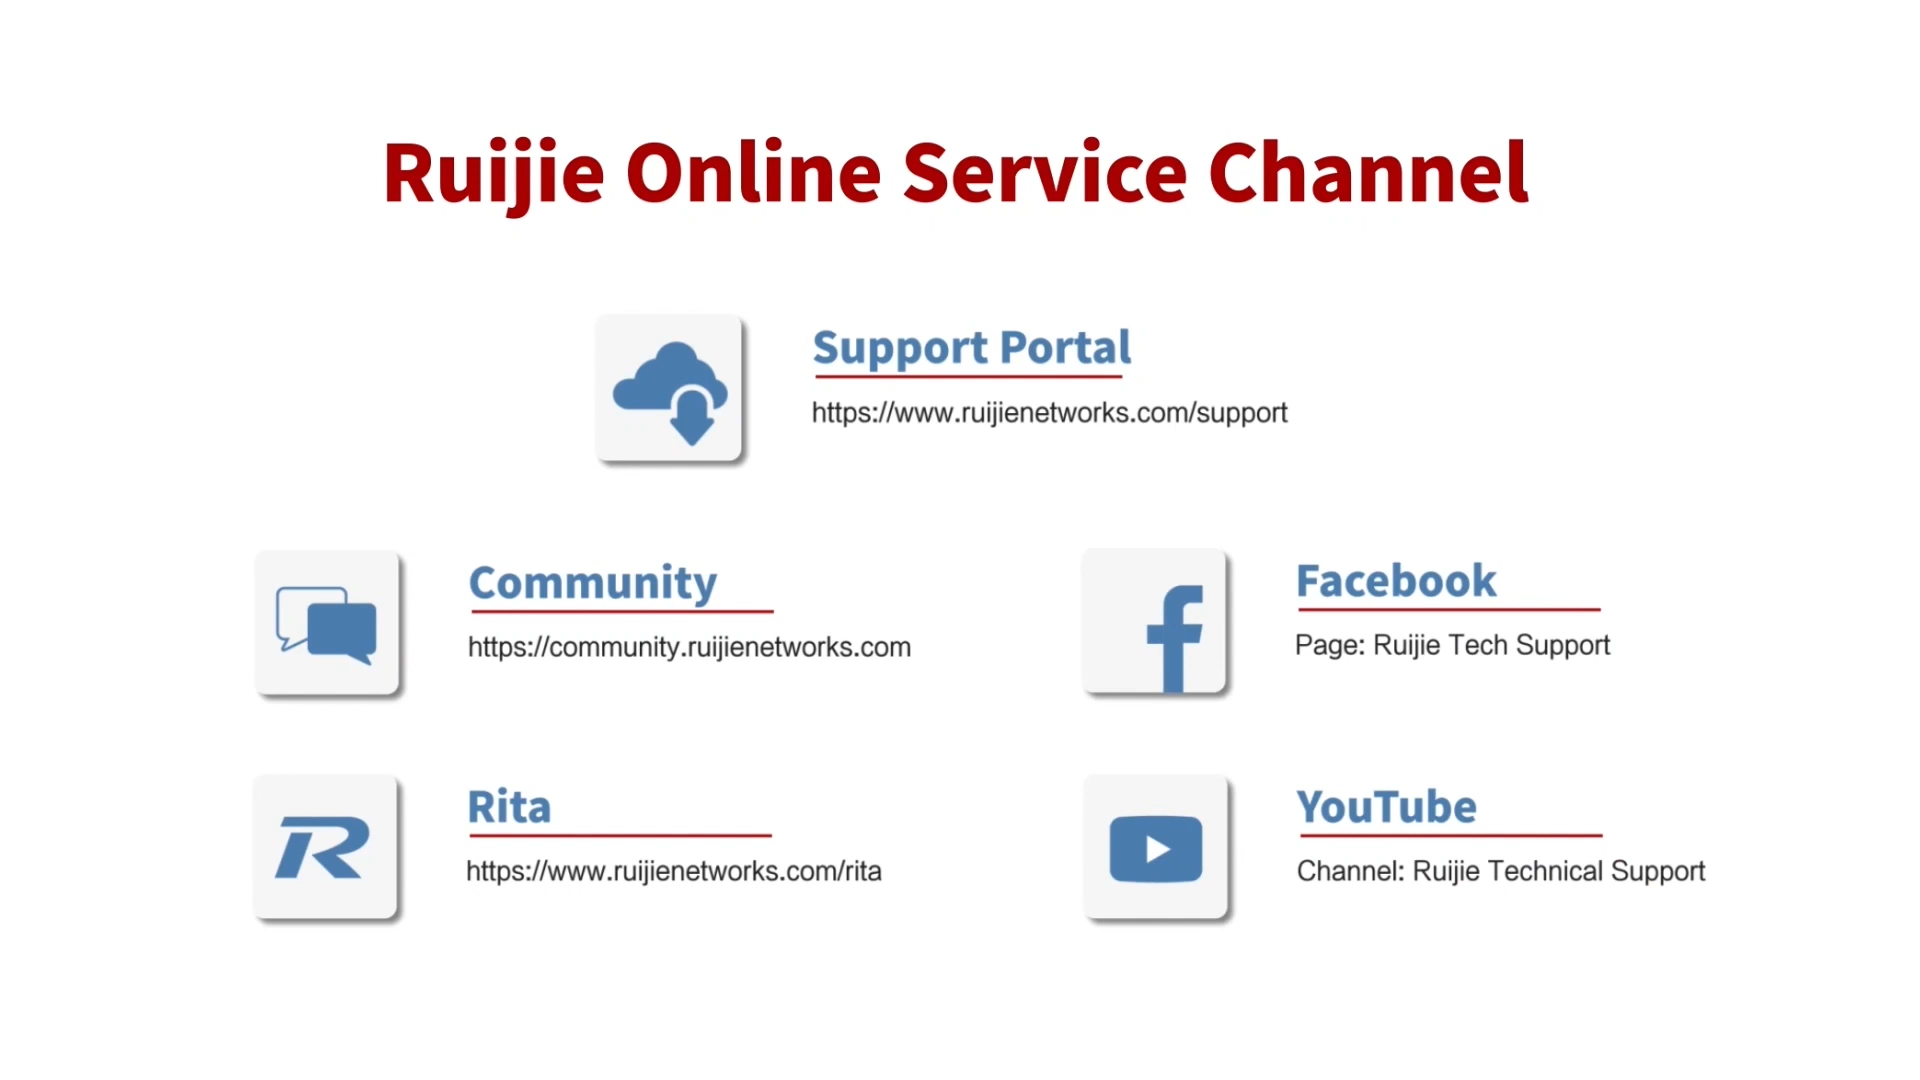 Ruijie Online Service Channel
Support Portal
https://www.ruijienetworks.com/support
Community
https://community.ruijienetworks.com
Facebook
Page: Ruijie Tech Support
Rita
https://www.ruijienetworks.com/rita
YouTube
Channel: Ruijie Technical Support